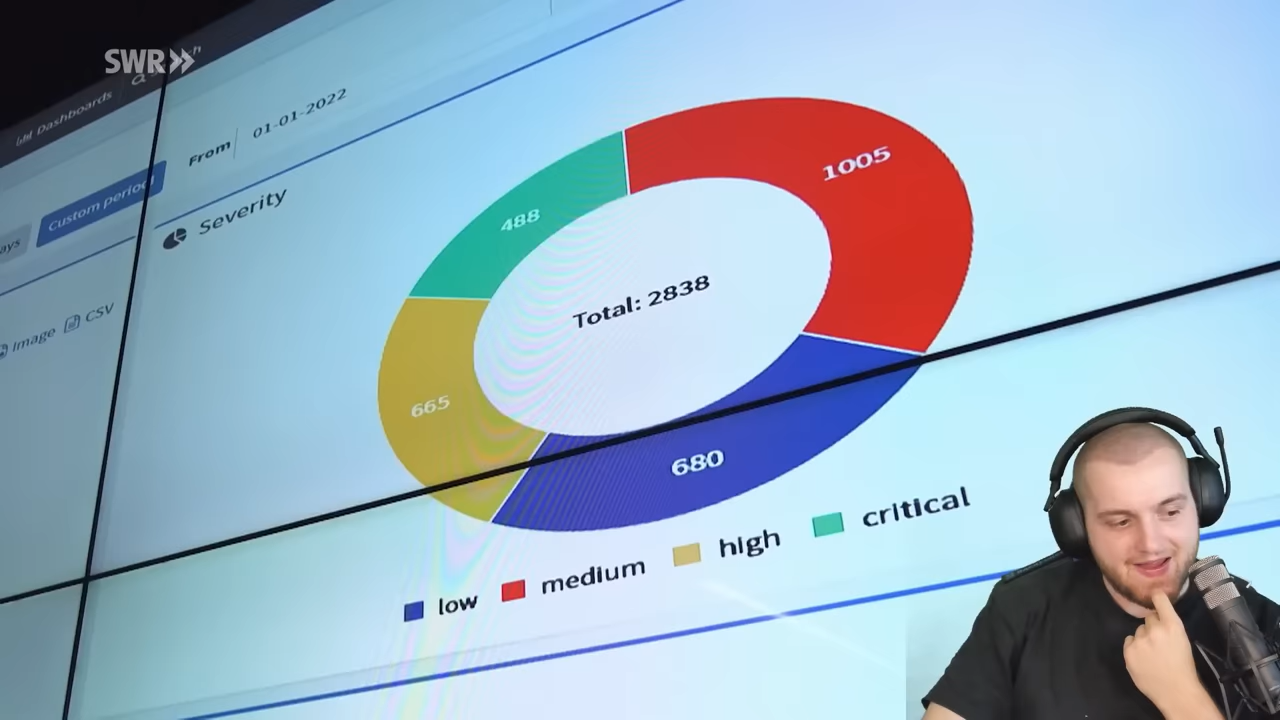 SWR
Dashboards
ays
Custom period
From
01-01-2022
Image
CSV
Severity
1005
488
Total: 2838
665
680
low
medium
high
critical